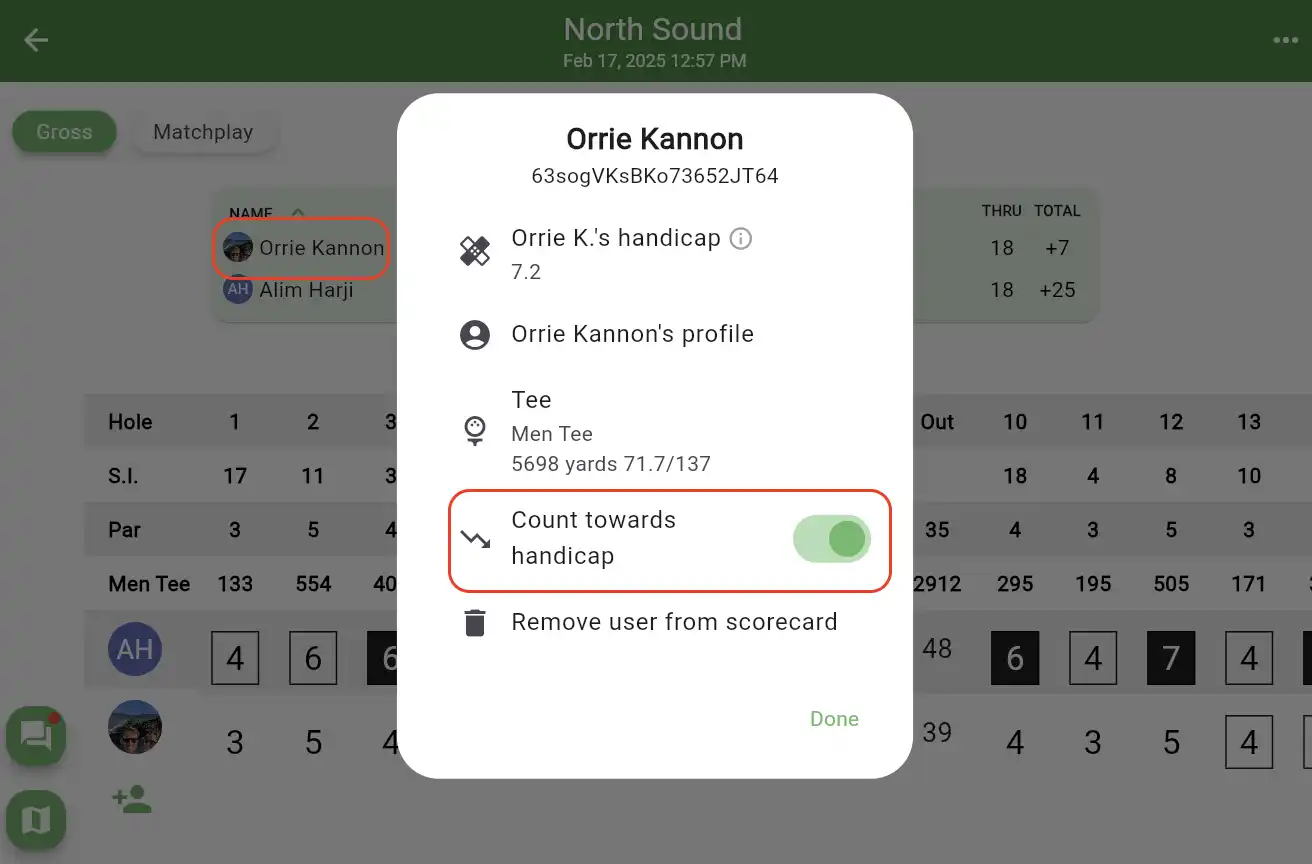 North Sound
Feb 17, 2025 12:57 PM
Gross Matchplay
NAME THRU TOTAL
Orrie Kannon 18 +7
AH Alim Harji 18 +25
Orrie Kannon
63sogVKsBKo73652JT64
Orrie K.'s handicap
7.2
Orrie Kannon's profile
Tee
Men Tee
5698 yards 71.7/137
Count towards
handicap
Remove user from scorecard
Done
Hole 1 2 3 Out 10 11 12 13
S.I. 17 11 3 18 4 8 10
Par 3 5 4 35 4 3 5 3
Men Tee 133 554 40 2912 295 195 505 171
AH 4 6 6 48 6 4 7 4
3 5 4 39 4 3 5 4